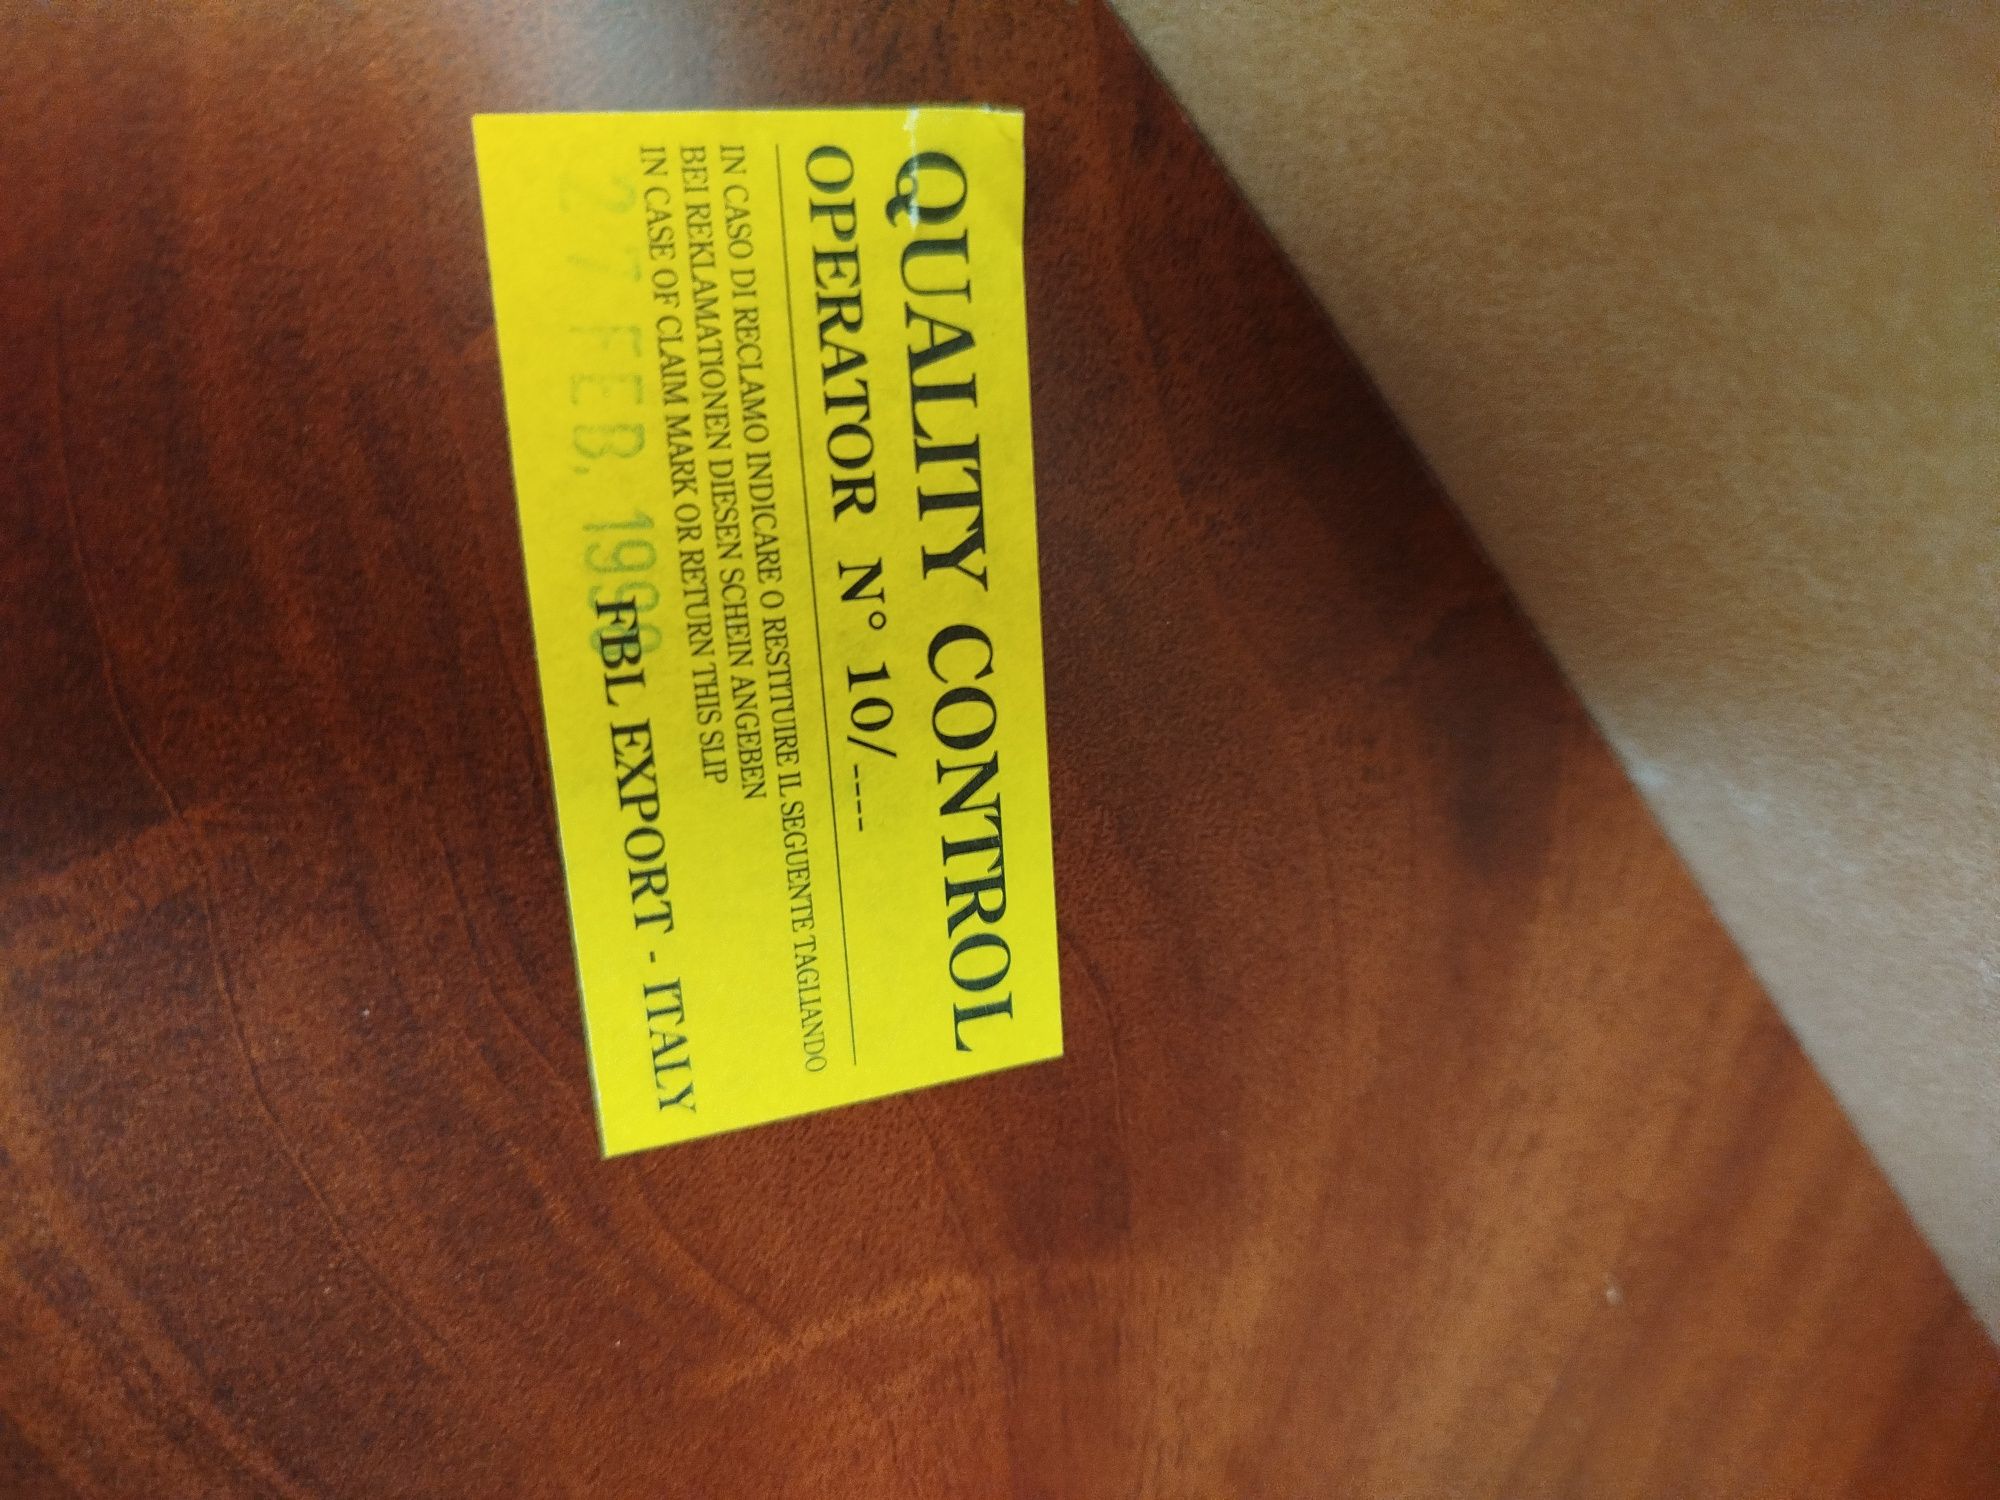 QUALITY CONTROL
OPERATOR N° 10/----
IN CASO DI RECLAMO INDICARE O RESTITUIRE IL SEGUENTE TAGLIANDO
BEI REKLAMATIONEN DIESEN SCHEIN ANGEBEN
IN CASE OF CLAIM MARK OR RETURN THIS SLIP
27 FEB.
FBL EXPORT - ITALY